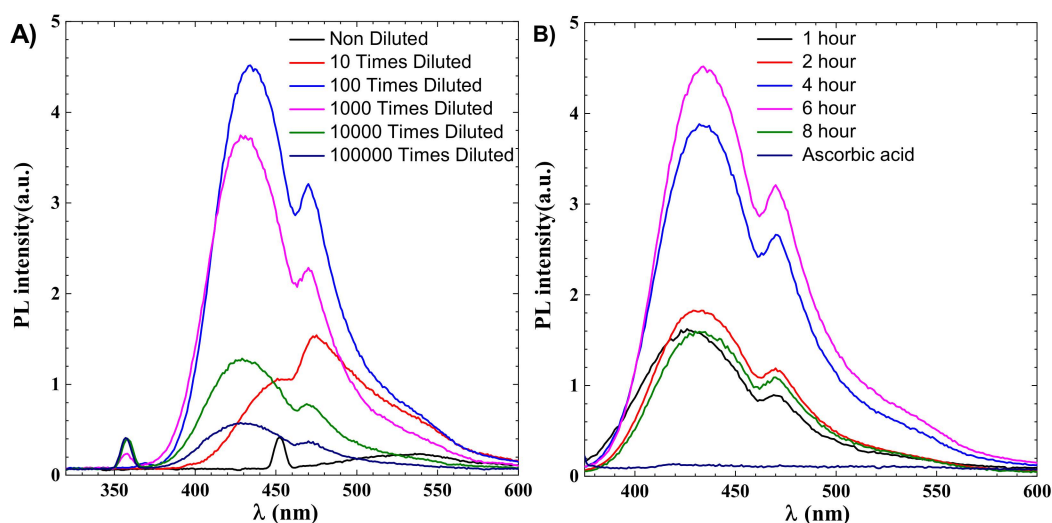 A)
PL intensity(a.u.)
5
4
3
2
1
0
Non Diluted
10 Times Diluted
100 Times Diluted
1000 Times Diluted
10000 Times Diluted
100000 Times Diluted
350 400 450 500 550 600
λ (nm)
B)
PL intensity(a.u.)
5
4
3
2
1
0
1 hour
2 hour
4 hour
6 hour
8 hour
Ascorbic acid
400 450 500 550 600
λ (nm)